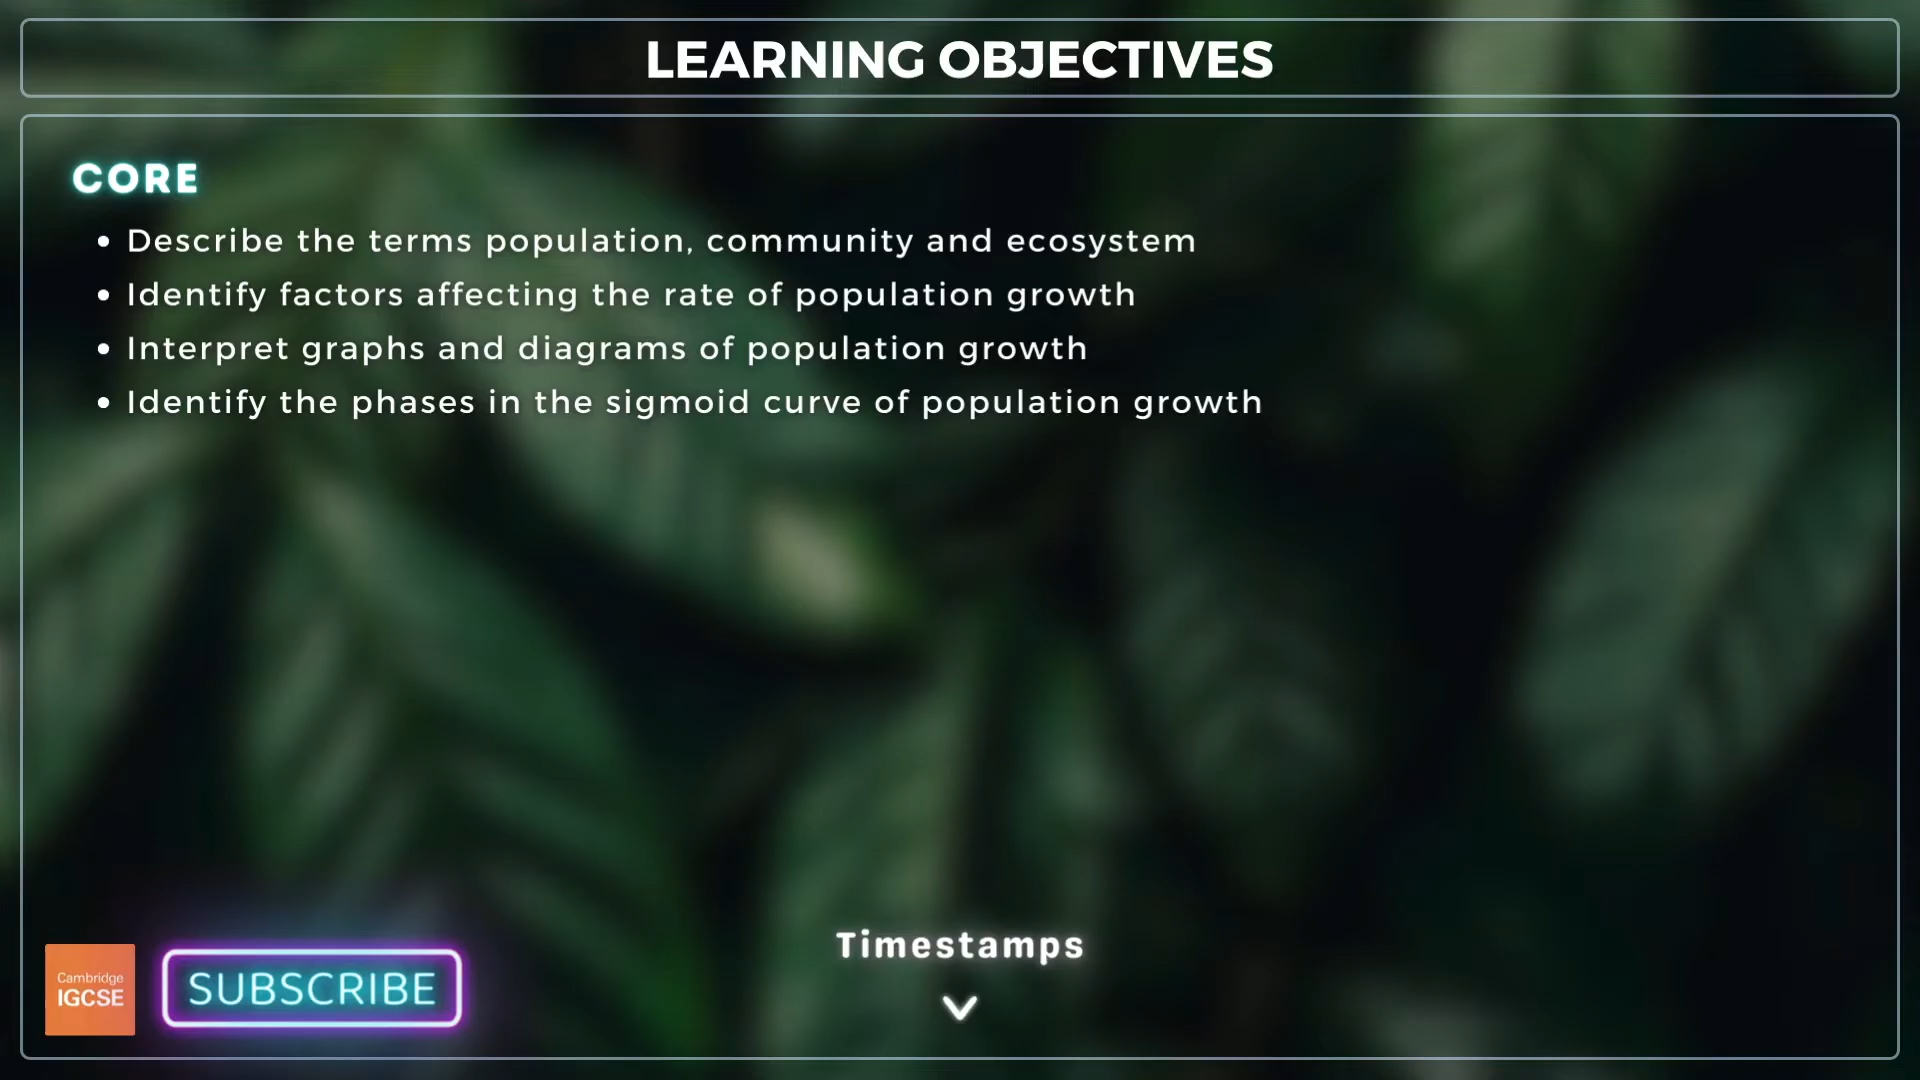 LEARNING OBJECTIVES
CORE
• Describe the terms population, community and ecosystem
• Identify factors affecting the rate of population growth
• Interpret graphs and diagrams of population growth
• Identify the phases in the sigmoid curve of population growth
Timestamps
Cambridge
IGCSE
SUBSCRIBE